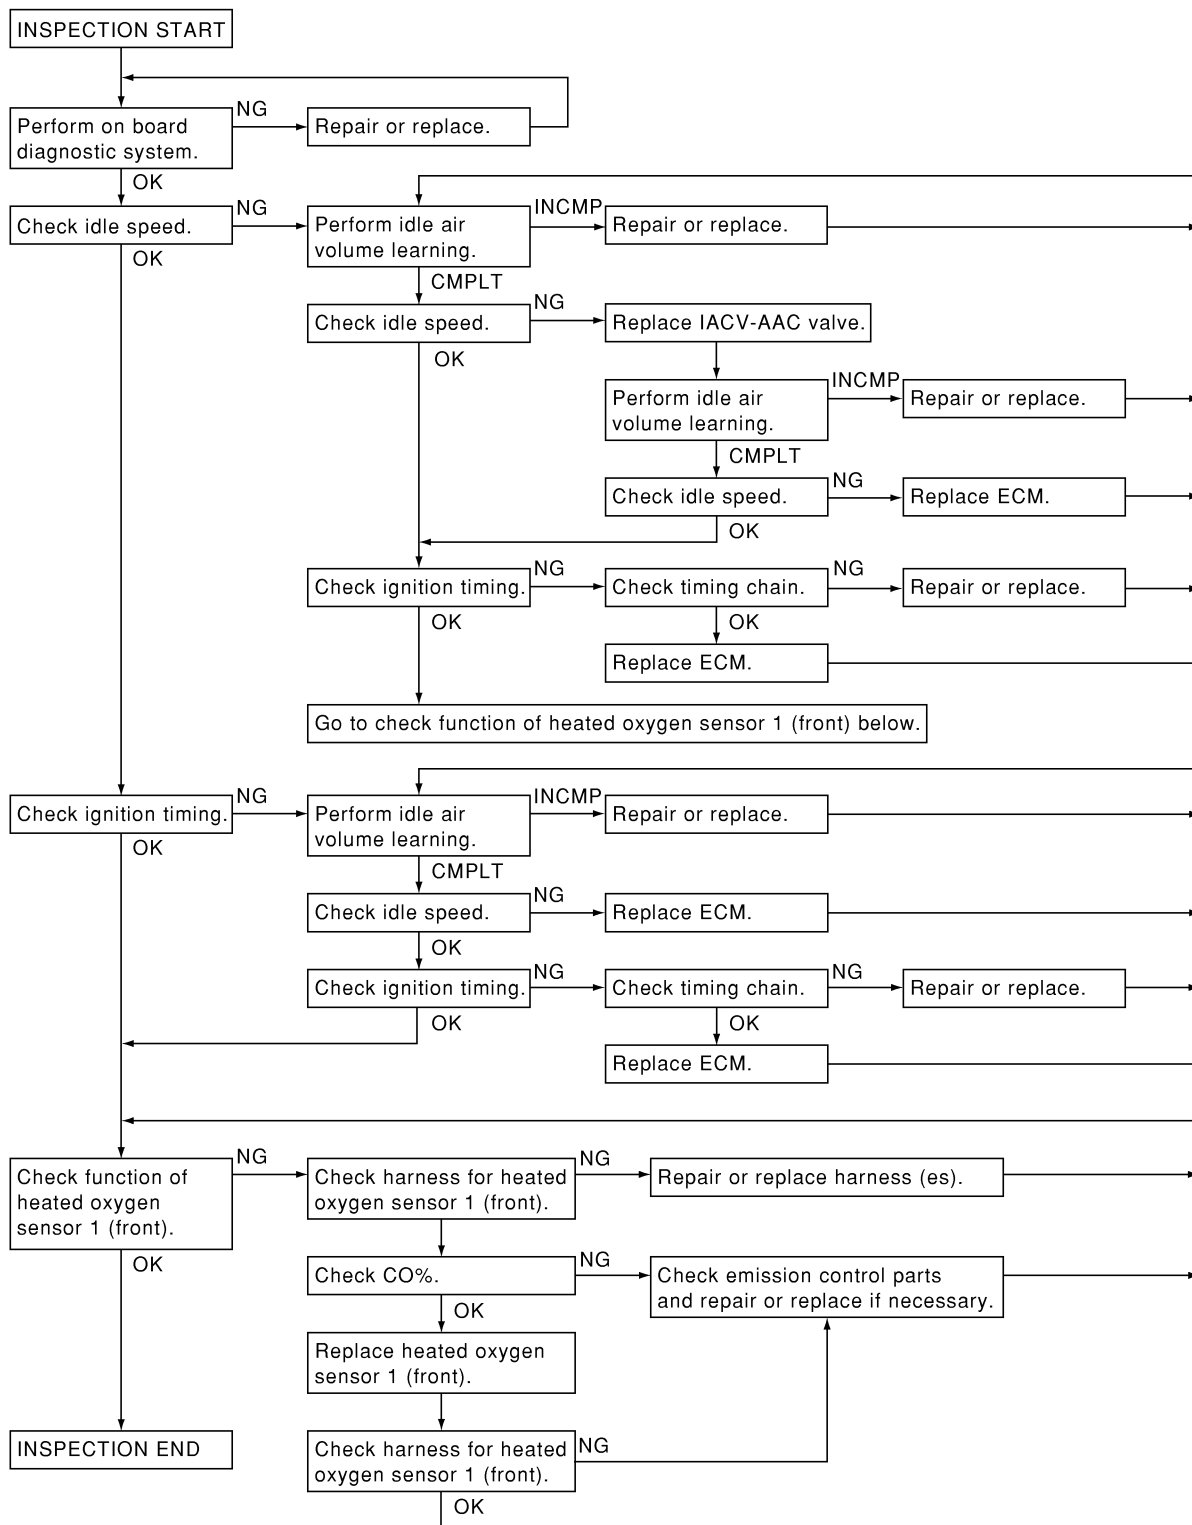 INSPECTION START
NG
Perform on board
diagnostic system.
Repair or replace.
OK
Check idle speed.
NG
Perform idle air
volume learning.
INCMP
Repair or replace.
OK
CMPLT
Check idle speed.
NG
Replace IACV-AAC valve.
OK
Perform idle air
volume learning.
INCMP
Repair or replace.
CMPLT
Check idle speed.
NG
Replace ECM.
OK
Check ignition timing.
NG
Check timing chain.
NG
Repair or replace.
OK
OK
Replace ECM.
Go to check function of heated oxygen sensor 1 (front) below.
Check ignition timing.
NG
Perform idle air
volume learning.
INCMP
Repair or replace.
OK
CMPLT
Check idle speed.
NG
Replace ECM.
OK
Check ignition timing.
NG
Check timing chain.
NG
Repair or replace.
OK
OK
Replace ECM.
Check function of
heated oxygen
sensor 1 (front).
NG
Check harness for heated
oxygen sensor 1 (front).
NG
Repair or replace harness (es).
OK
Check CO%.
NG
Check emission control parts
and repair or replace if necessary.
OK
Replace heated oxygen
sensor 1 (front).
INSPECTION END
Check harness for heated
oxygen sensor 1 (front).
NG
OK